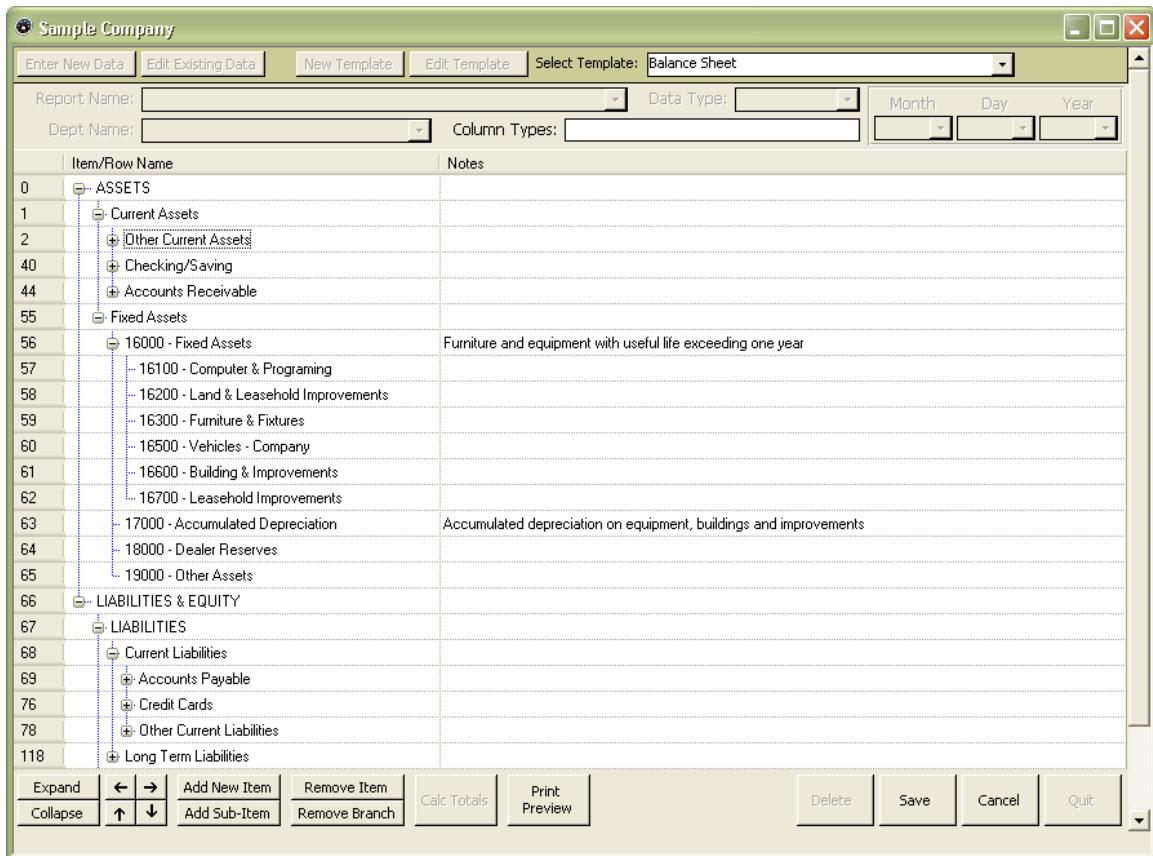 Sample Company
Enter New Data Edit Existing Data New Template Edit Template Select Template: Balance Sheet
Report Name: Data Type: Month Day Year
Dept Name: Column Types:
Item/Row Name Notes
0 ASSETS
1 Current Assets
2 Other Current Assets
40 Checking/Saving
44 Accounts Receivable
55 Fixed Assets
56 16000 - Fixed Assets Furniture and equipment with useful life exceeding one year
57 16100 - Computer & Programing
58 16200 - Land & Leasehold Improvements
59 16300 - Furniture & Fixtures
60 16500 - Vehicles - Company
61 16600 - Building & Improvements
62 16700 - Leasehold Improvements
63 17000 - Accumulated Depreciation Accumulated depreciation on equipment, buildings and improvements
64 18000 - Dealer Reserves
65 19000 - Other Assets
66 LIABILITIES & EQUITY
67 LIABILITIES
68 Current Liabilities
69 Accounts Payable
76 Credit Cards
78 Other Current Liabilities
118 Long Term Liabilities
Expand ← → Add New Item Remove Item Calc Totals Print Preview Delete Save Cancel Quit
Collapse ↑ ↓ Add Sub-Item Remove Branch